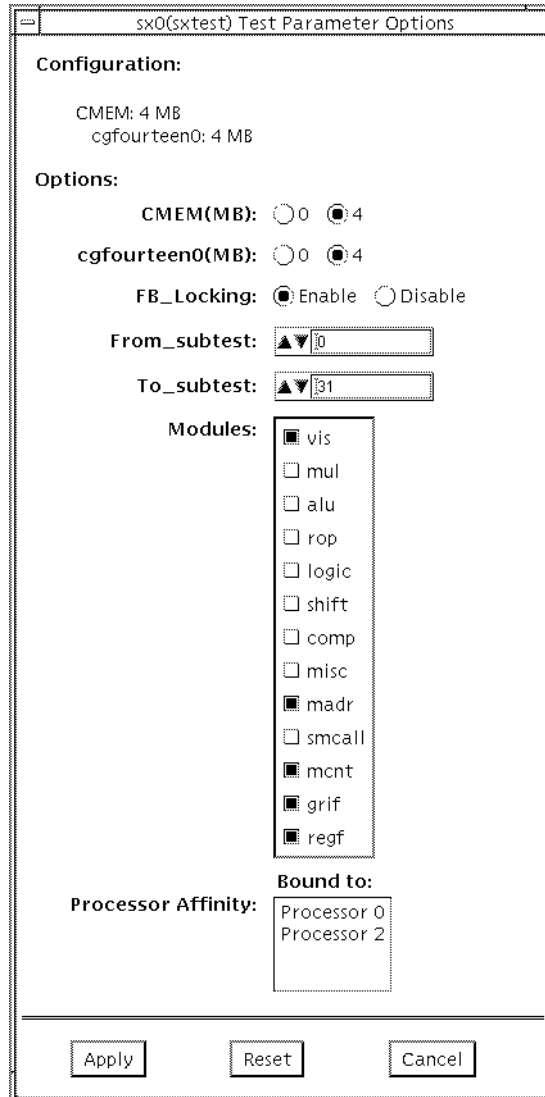 sx0(sxtest) Test Parameter Options
Configuration:
CMEM: 4 MB
cgfourteen0: 4 MB
Options:
CMEM(MB): 0 4
cgfourteen0(MB): 0 4
FB_Locking: Enable Disable
From_subtest: 0
To_subtest: 31
Modules:
vis
mul
alu
rop
logic
shift
comp
misc
madr
smcall
mcnt
grif
regf
Bound to:
Processor Affinity:
Processor 0
Processor 2
Apply Reset Cancel